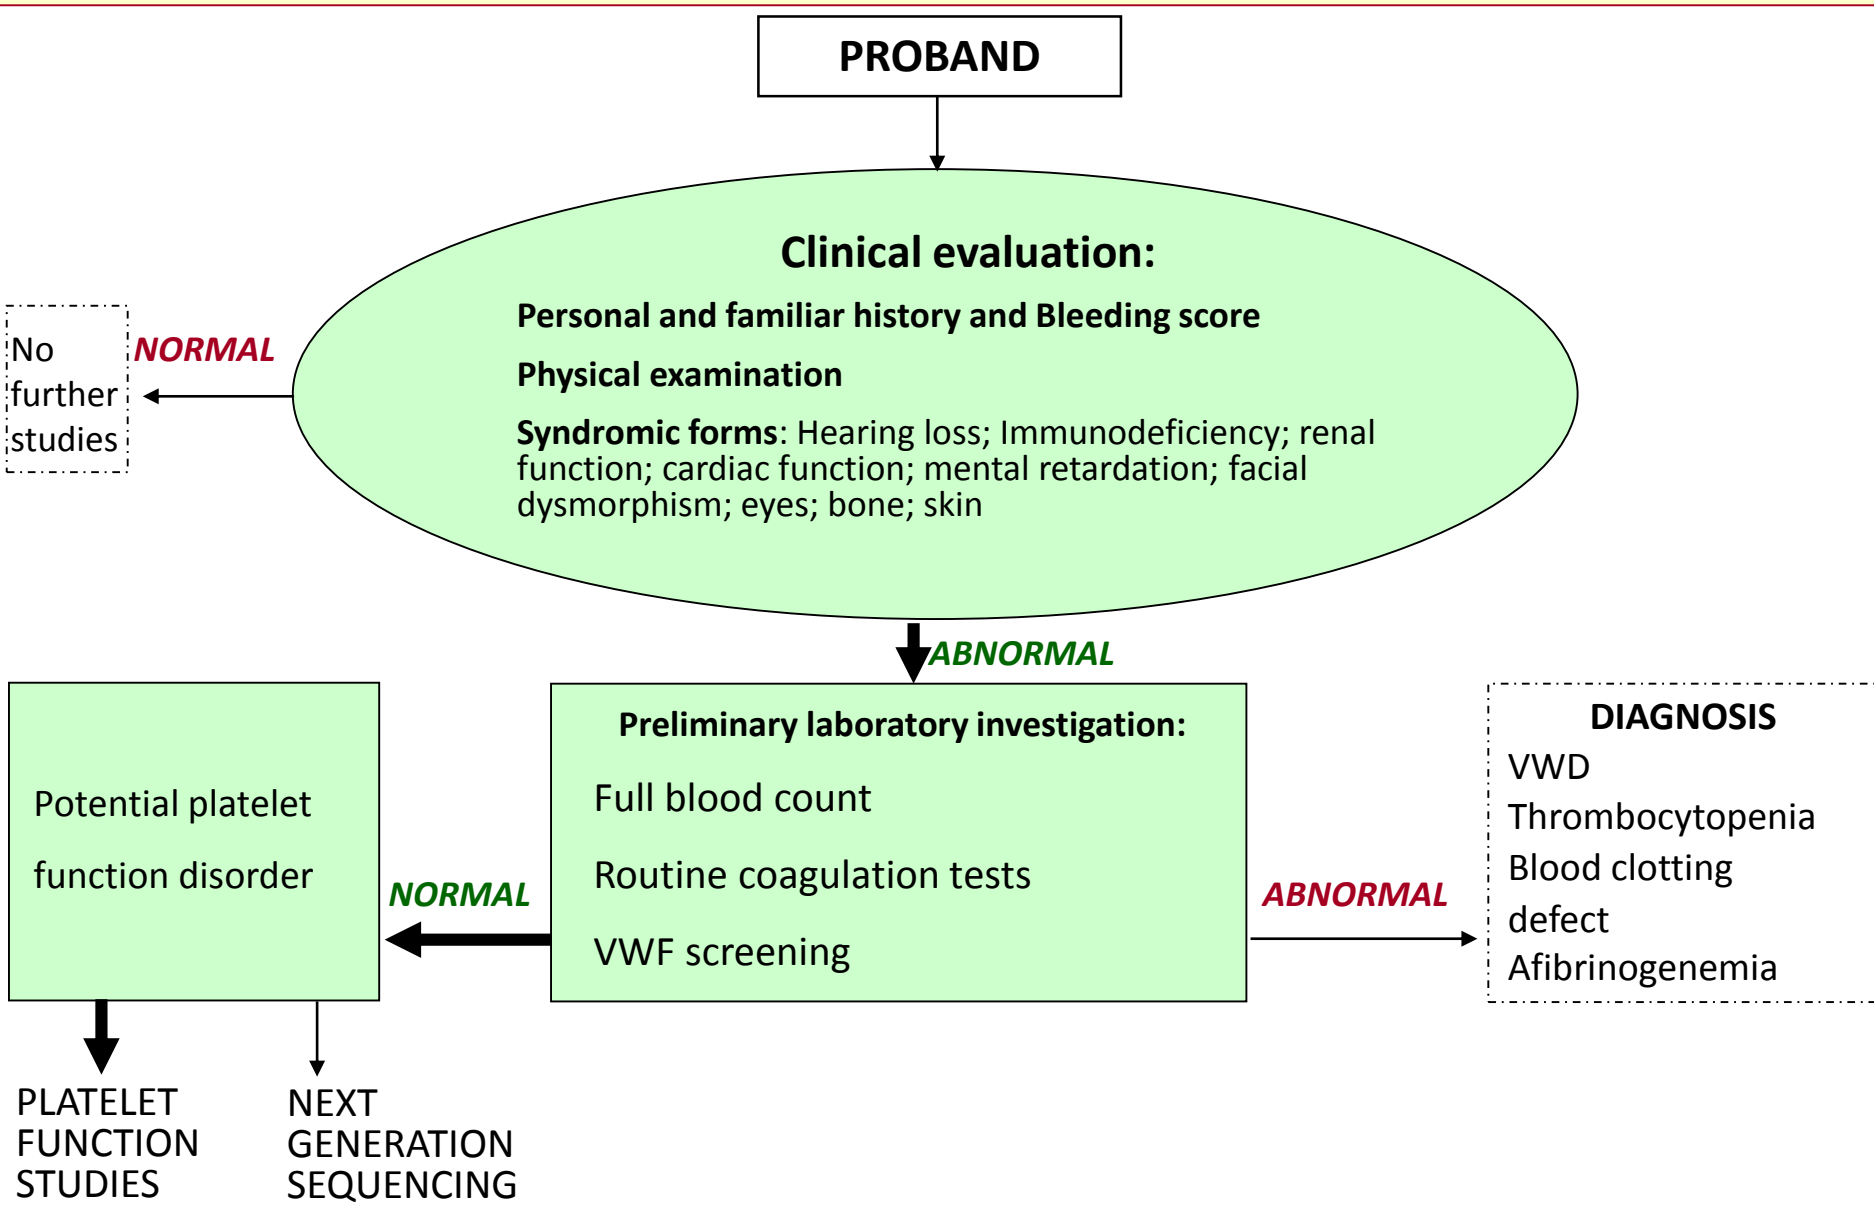 PROBAND
Clinical evaluation:
Personal and familiar history and Bleeding score
Physical examination
Syndromic forms: Hearing loss; Immunodeficiency; renal
function; cardiac function; mental retardation; facial
dysmorphism; eyes; bone; skin
No
further
studies
NORMAL
ABNORMAL
Preliminary laboratory investigation:
Full blood count
Routine coagulation tests
VWF screening
NORMAL
Potential platelet
function disorder
ABNORMAL
DIAGNOSIS
VWD
Thrombocytopenia
Blood clotting
defect
Afibrinogenemia
PLATELET
FUNCTION
STUDIES
NEXT
GENERATION
SEQUENCING